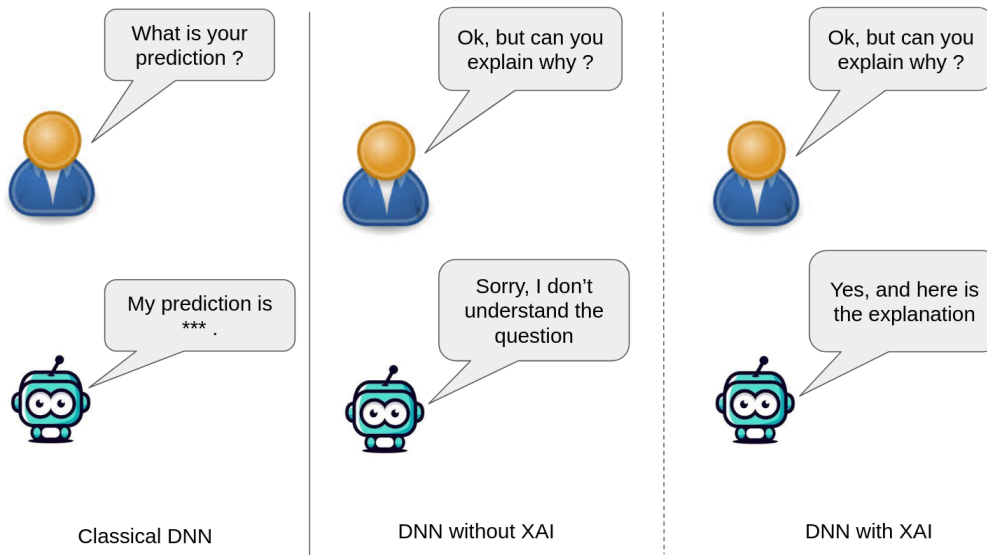 What is your
prediction ?
My prediction is
*** .
Classical DNN
Ok, but can you
explain why ?
Sorry, I don’t
understand the
question
DNN without XAI
Ok, but can you
explain why ?
Yes, and here is
the explanation
DNN with XAI